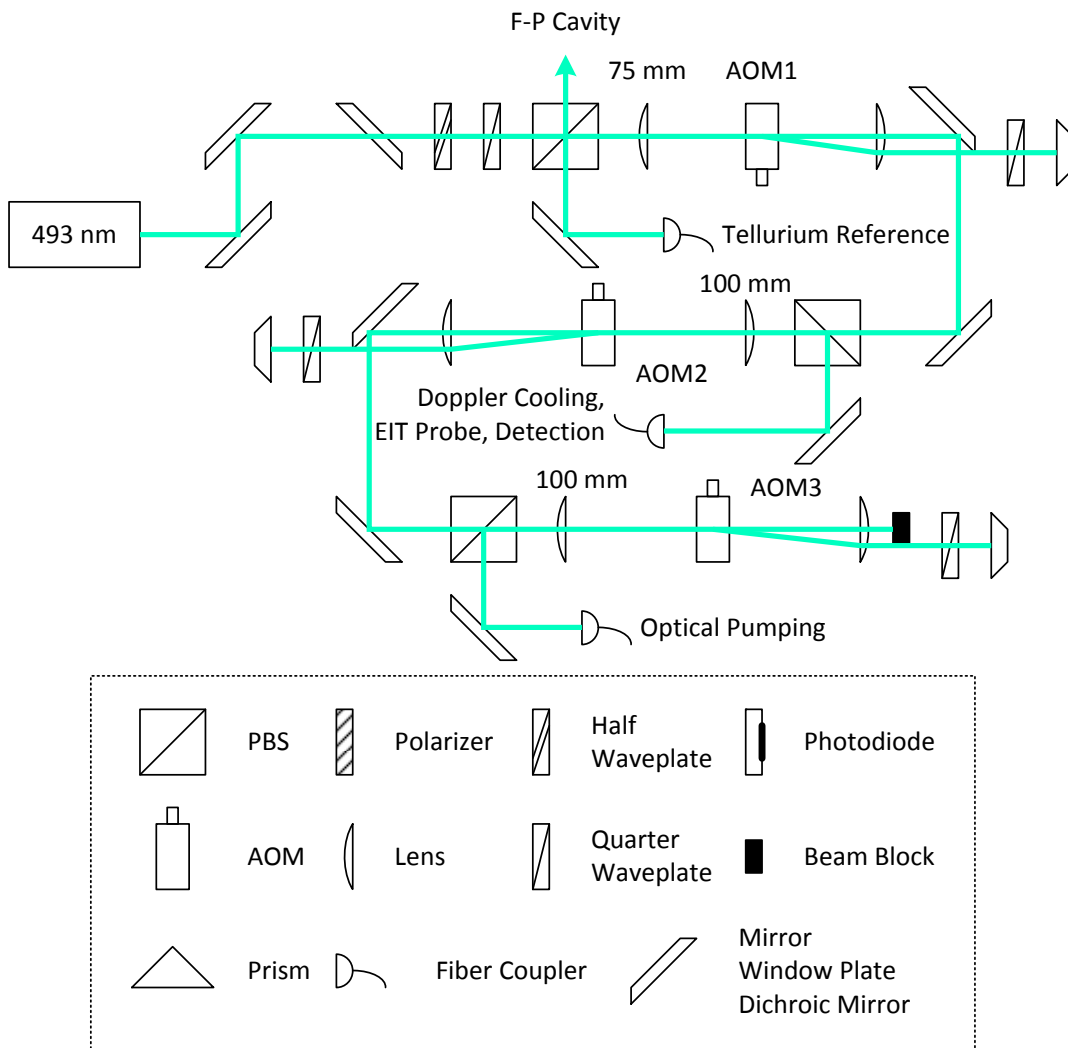 F-P Cavity
75 mm
AOM1
493 nm
Tellurium Reference
100 mm
AOM2
Doppler Cooling,
EIT Probe, Detection
100 mm
AOM3
Optical Pumping
PBS
Polarizer
Half
Waveplate
Photodiode
AOM
Lens
Quarter
Waveplate
Beam Block
Prism
Fiber Coupler
Mirror
Window Plate
Dichroic Mirror